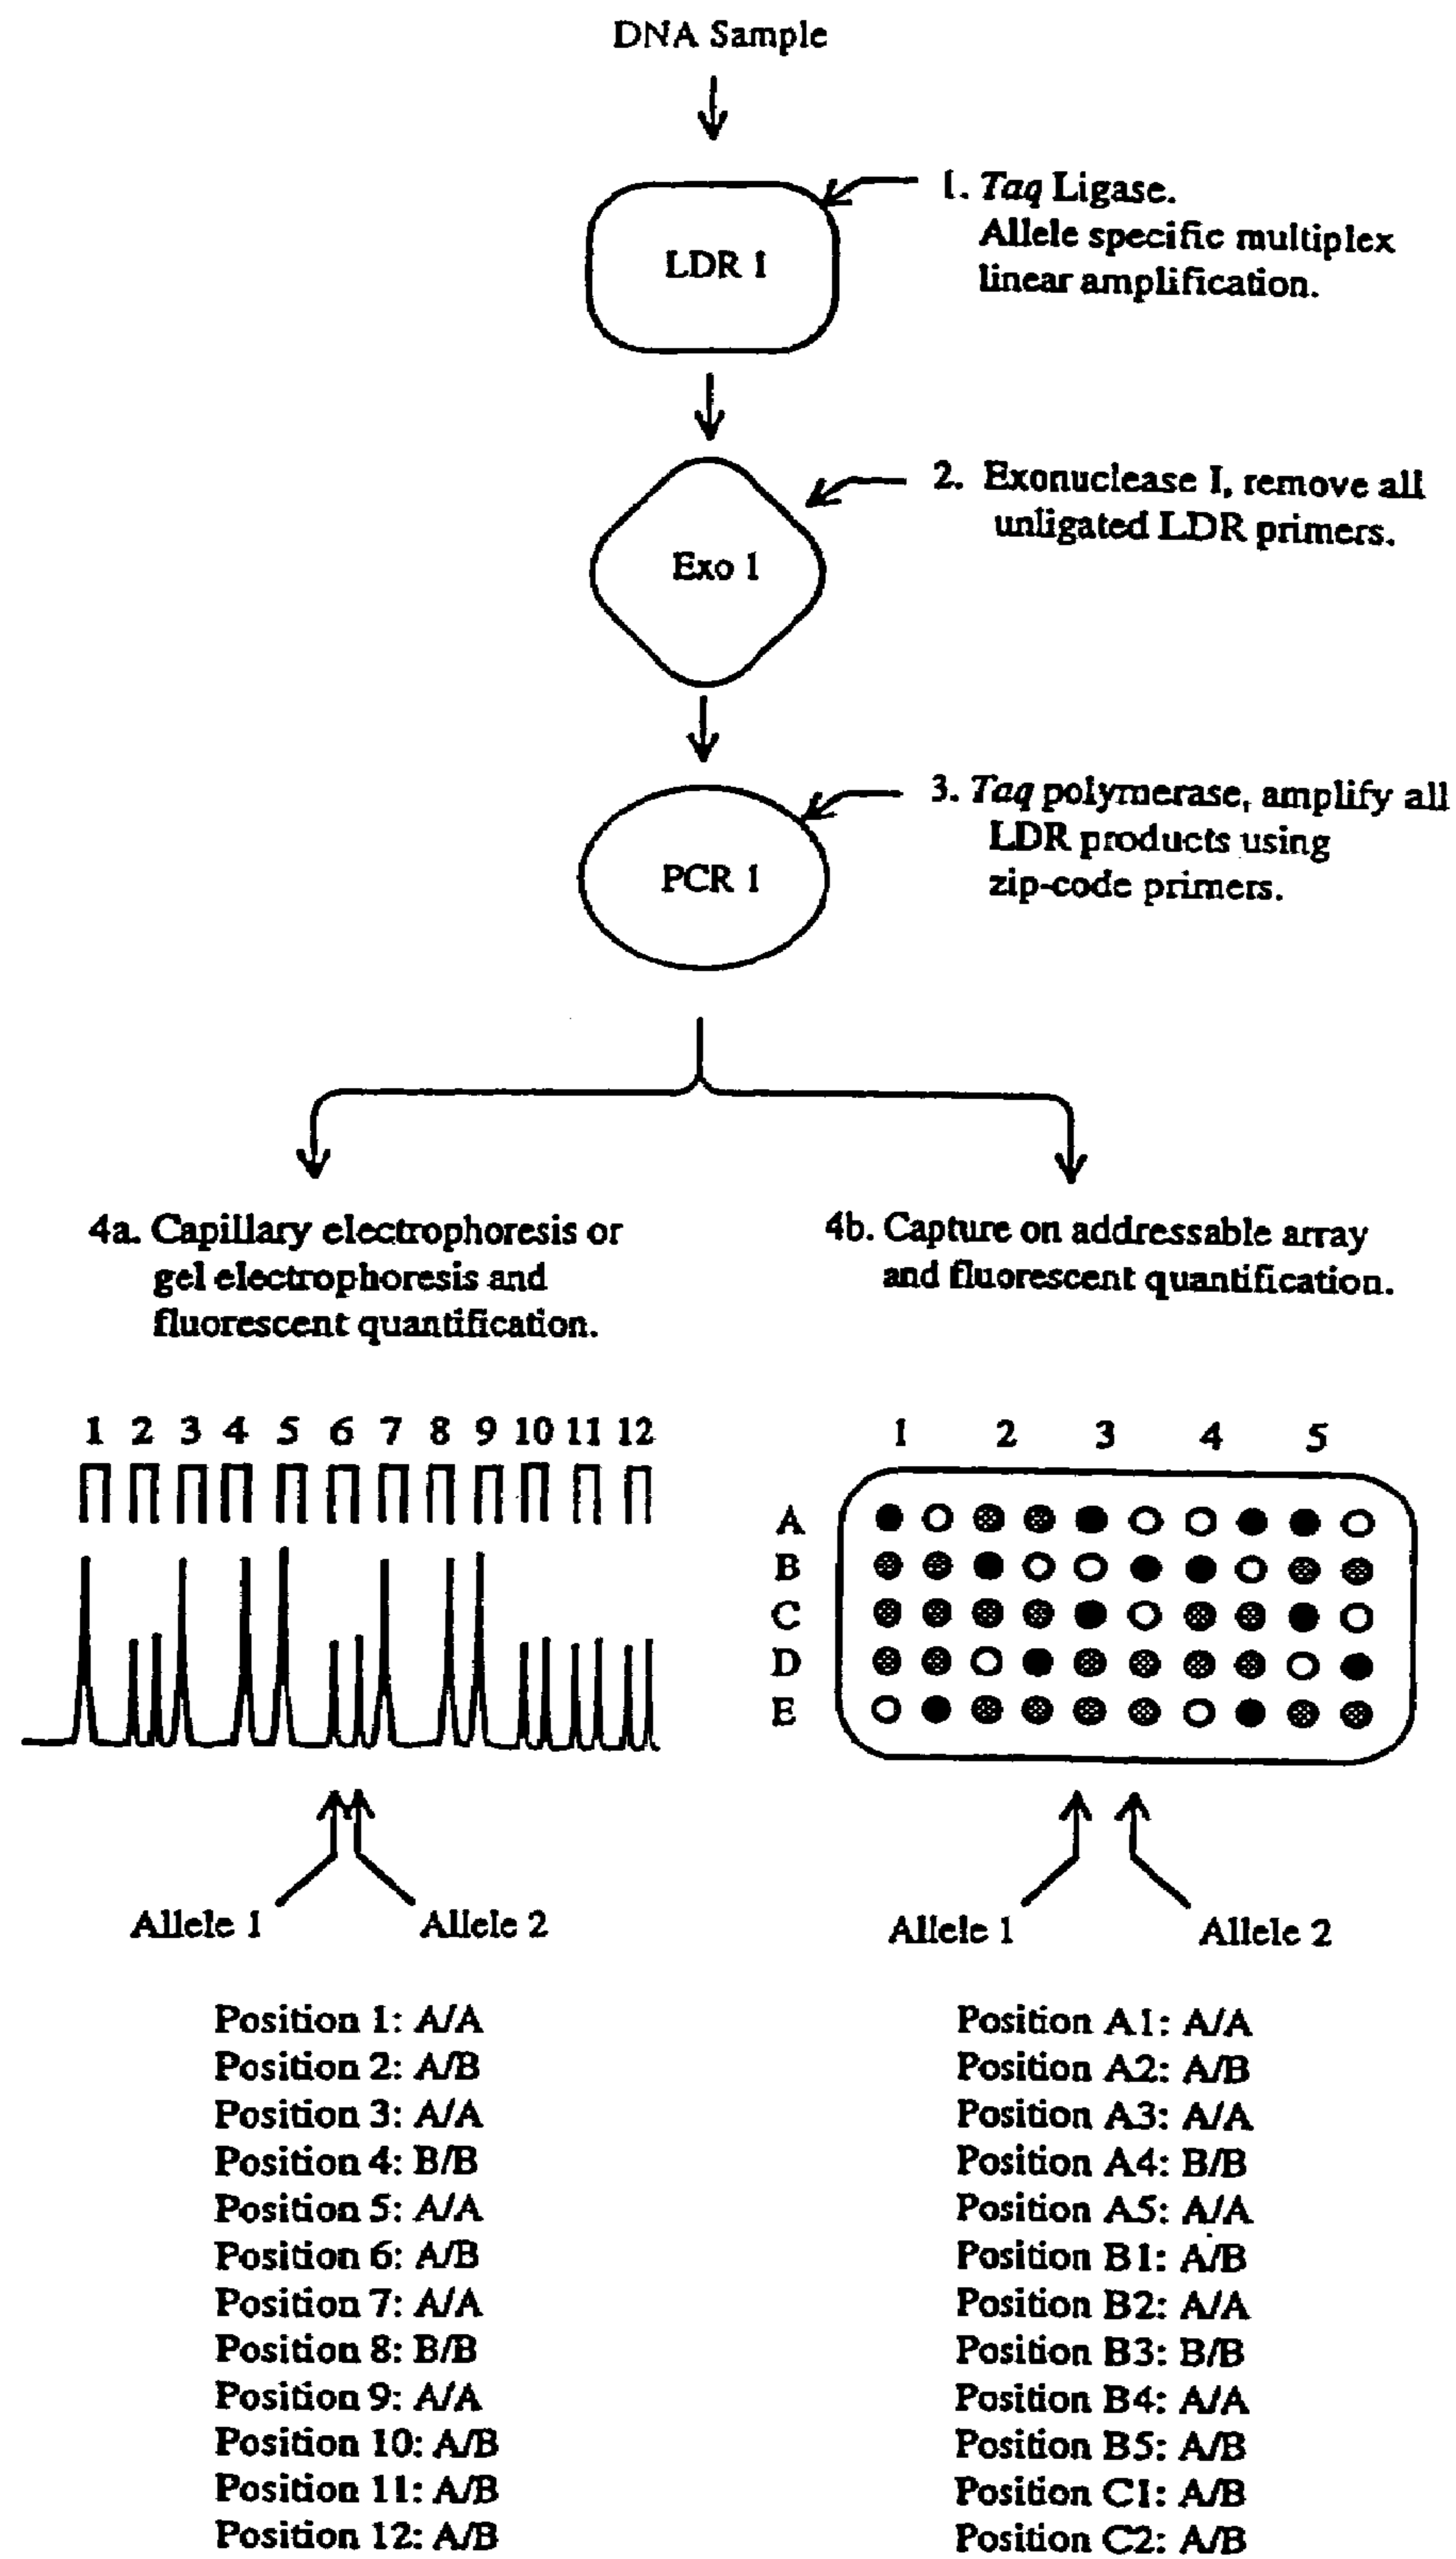 DNA Sample
LDR 1
1. Taq Ligase.
Allele specific multiplex
linear amplification.
Exo 1
2. Exonuclease I, remove all
unligated LDR primers.
PCR 1
3. Taq polymerase, amplify all
LDR products using
zip-code primers.
4a. Capillary electrophoresis or
gel electrophoresis and
fluorescent quantification.
1 2 3 4 5 6 7 8 9 10 11 12
Allele 1
Allele 2
Position 1: A/A
Position 2: A/B
Position 3: A/A
Position 4: B/B
Position 5: A/A
Position 6: A/B
Position 7: A/A
Position 8: B/B
Position 9: A/A
Position 10: A/B
Position 11: A/B
Position 12: A/B
4b. Capture on addressable array
and fluorescent quantification.
1 2 3 4 5
A
B
C
D
E
Allele 1
Allele 2
Position A1: A/A
Position A2: A/B
Position A3: A/A
Position A4: B/B
Position A5: A/A
Position B1: A/B
Position B2: A/A
Position B3: B/B
Position B4: A/A
Position B5: A/B
Position C1: A/B
Position C2: A/B